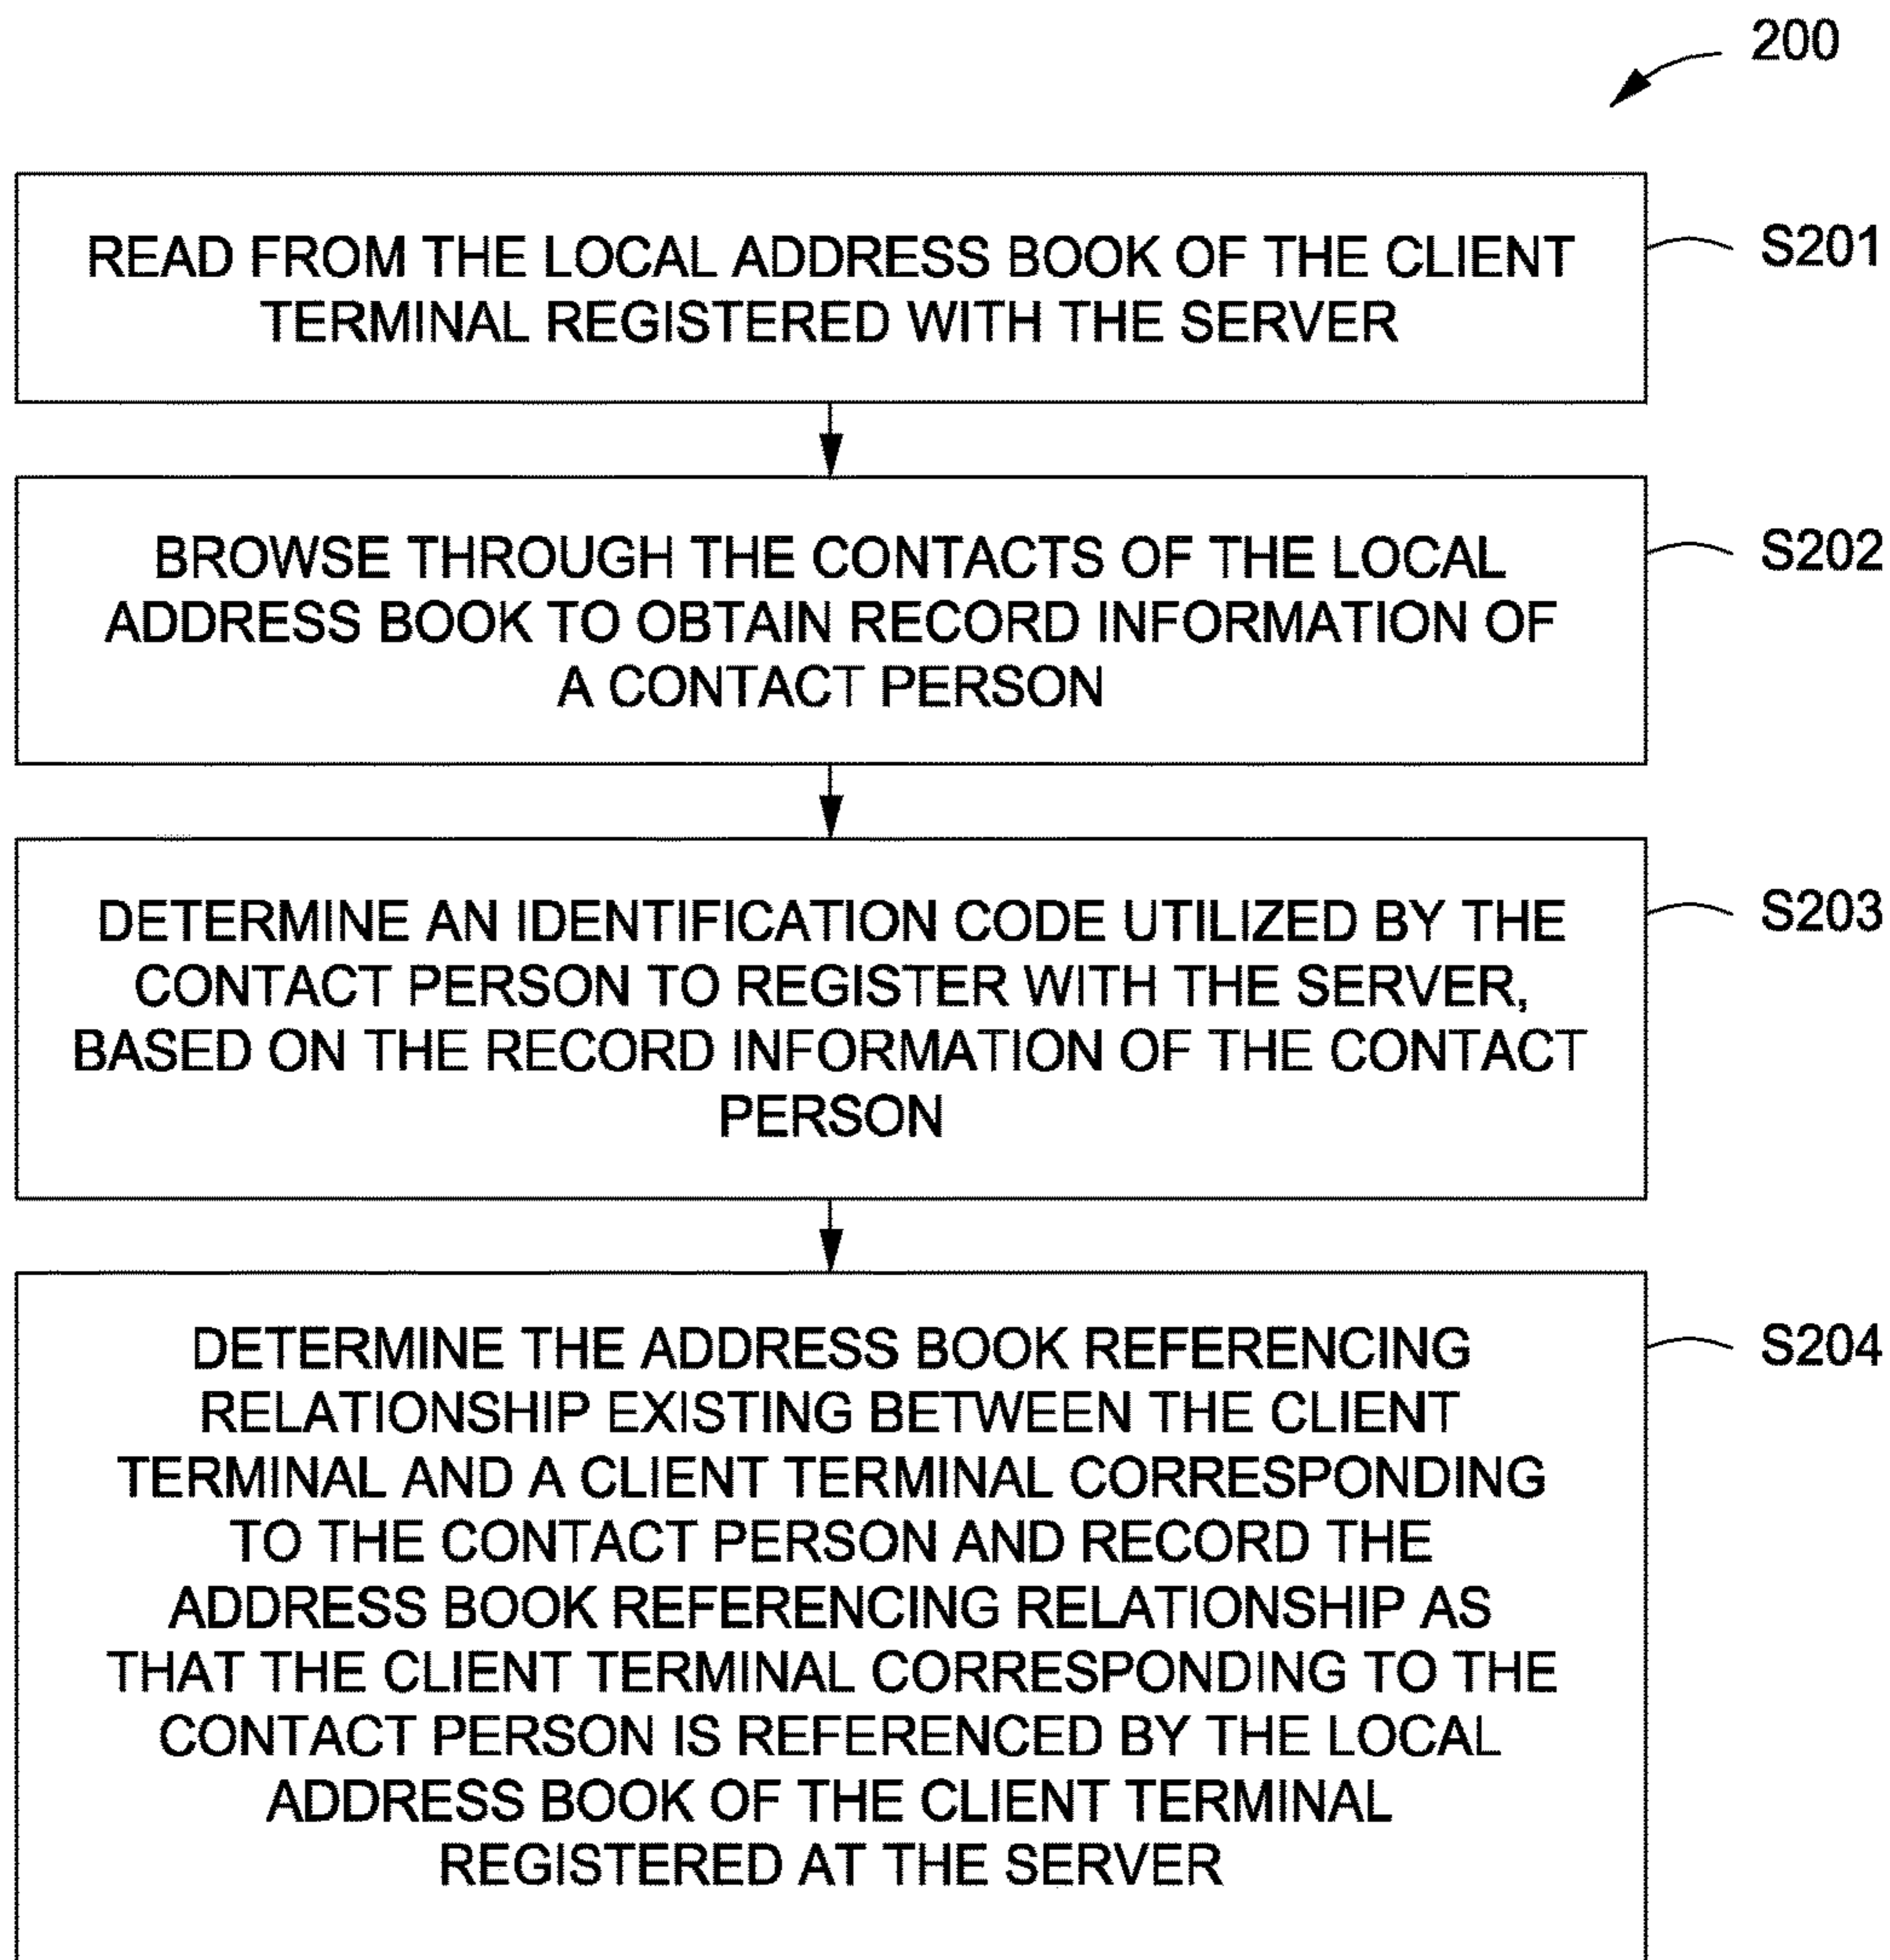 200
READ FROM THE LOCAL ADDRESS BOOK OF THE CLIENT
TERMINAL REGISTERED WITH THE SERVER
S201
BROWSE THROUGH THE CONTACTS OF THE LOCAL
ADDRESS BOOK TO OBTAIN RECORD INFORMATION OF
A CONTACT PERSON
S202
DETERMINE AN IDENTIFICATION CODE UTILIZED BY THE
CONTACT PERSON TO REGISTER WITH THE SERVER,
BASED ON THE RECORD INFORMATION OF THE CONTACT
PERSON
S203
DETERMINE THE ADDRESS BOOK REFERENCING
RELATIONSHIP EXISTING BETWEEN THE CLIENT
TERMINAL AND A CLIENT TERMINAL CORRESPONDING
TO THE CONTACT PERSON AND RECORD THE
ADDRESS BOOK REFERENCING RELATIONSHIP AS
THAT THE CLIENT TERMINAL CORRESPONDING TO THE
CONTACT PERSON IS REFERENCED BY THE LOCAL
ADDRESS BOOK OF THE CLIENT TERMINAL
REGISTERED AT THE SERVER
S204